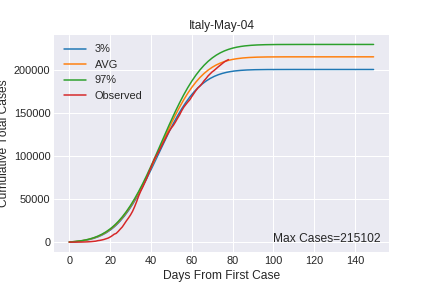 Italy-May-04
3%
AVG
97%
Observed
Cumulative Total Cases
200000
150000
100000
50000
0
Max Cases=215102
0 20 40 60 80 100 120 140
Days From First Case